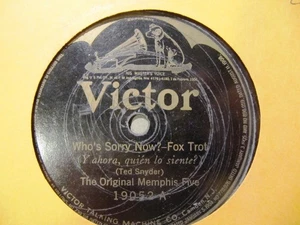 "HIS MASTER'S VOICE"
Victor
Who's Sorry Now?–Fox Trot
Y ahora, quién lo siente?
(Ted Snyder)
The Original Memphis Five
19052 A
VICTOR TALKING MACHINE CO. Camden, N.J.